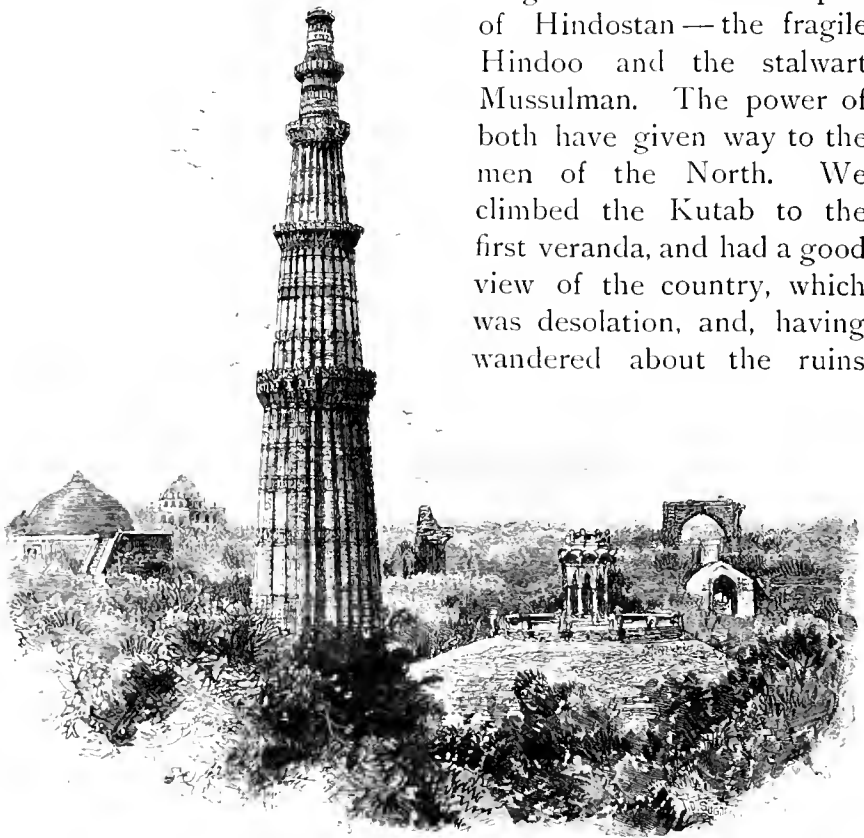 of Hindostan — the fragile
Hindoo and the stalwart
Mussulman. The power of
both have given way to the
men of the North. We
climbed the Kutab to the
first veranda, and had a good
view of the country, which
was desolation, and, having
wandered about the ruins